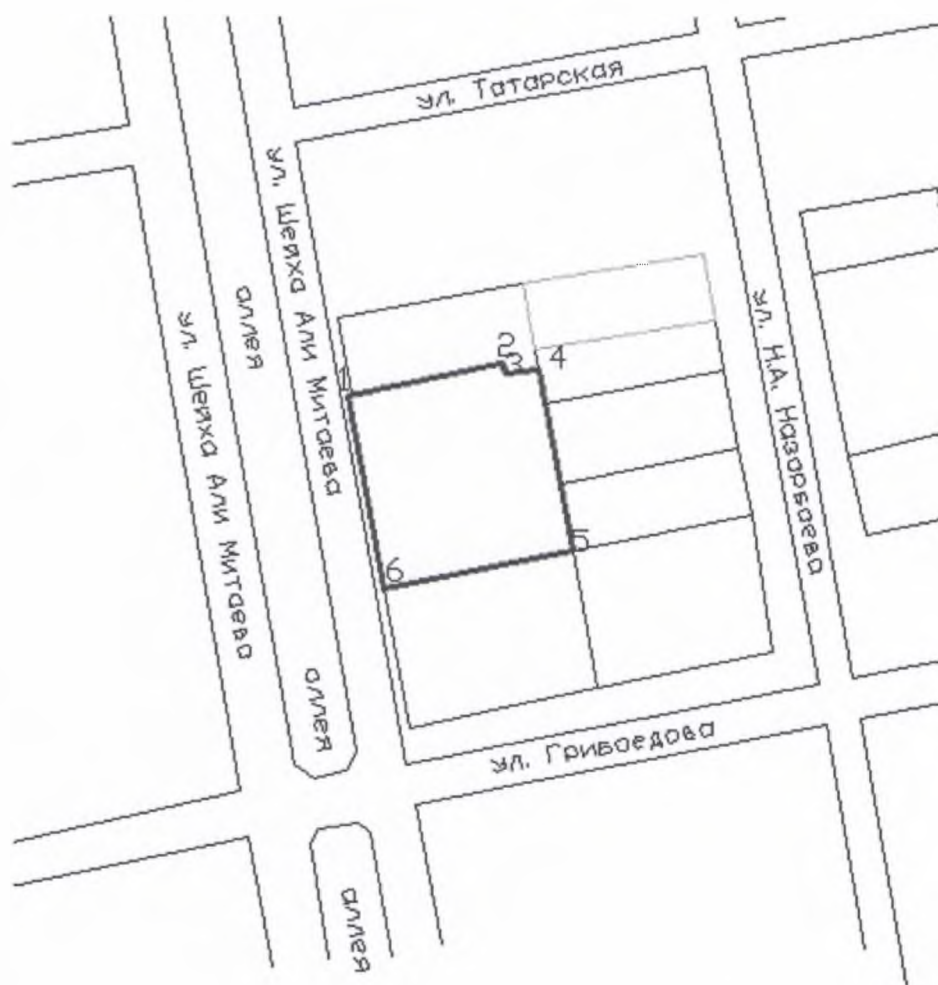 ул. Татарская
ул. Шейха Али Митаева
аллея
ул. Шейха Али Митаева
ул. Н.А. Назарбаева
1
2
3
4
5
6
аллея
ул. Грибоедова
аллея